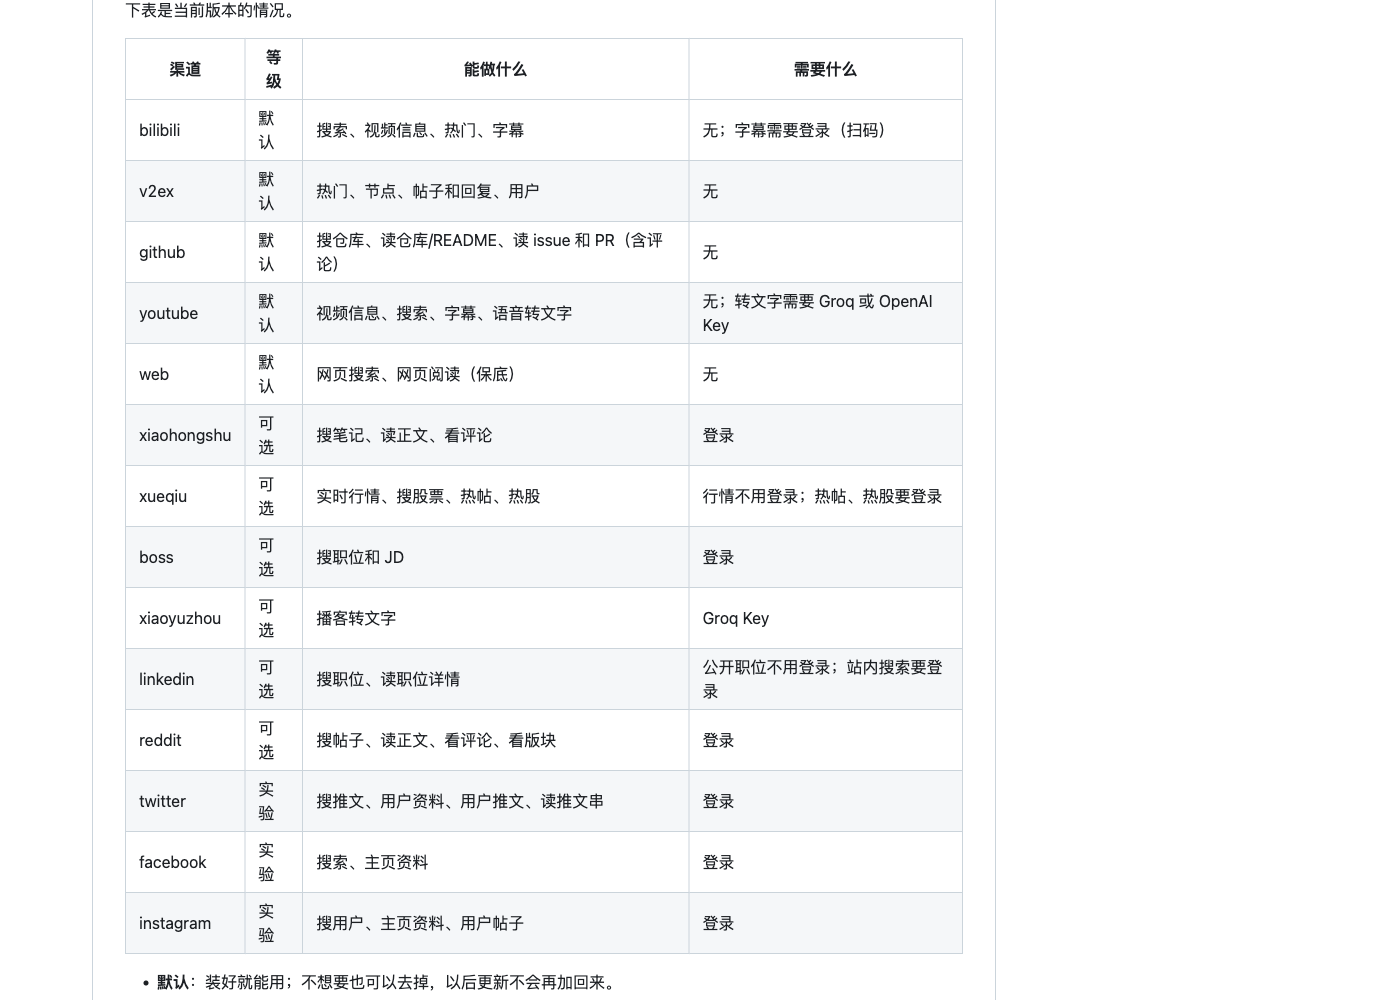 下表是当前版本的情况。
渠道 等级 能做什么 需要什么
bilibili 默认 搜索、视频信息、热门、字幕 无；字幕需要登录（扫码）
v2ex 默认 热门、节点、帖子和回复、用户 无
github 默认 搜仓库、读仓库/README、读 issue 和 PR（含评论） 无
youtube 默认 视频信息、搜索、字幕、语音转文字 无；转文字需要 Groq 或 OpenAI Key
web 默认 网页搜索、网页阅读（保底） 无
xiaohongshu 可选 搜笔记、读正文、看评论 登录
xueqiu 可选 实时行情、搜股票、热帖、热股 行情不用登录；热帖、热股要登录
boss 可选 搜职位和 JD 登录
xiaoyuzhou 可选 播客转文字 Groq Key
linkedin 可选 搜职位、读职位详情 公开职位不用登录；站内搜索要登录
reddit 可选 搜帖子、读正文、看评论、看版块 登录
twitter 实验 搜推文、用户资料、用户推文、读推文串 登录
facebook 实验 搜索、主页资料 登录
instagram 实验 搜用户、主页资料、用户帖子 登录
• 默认：装好就能用；不想要也可以去掉，以后更新不会再加回来。